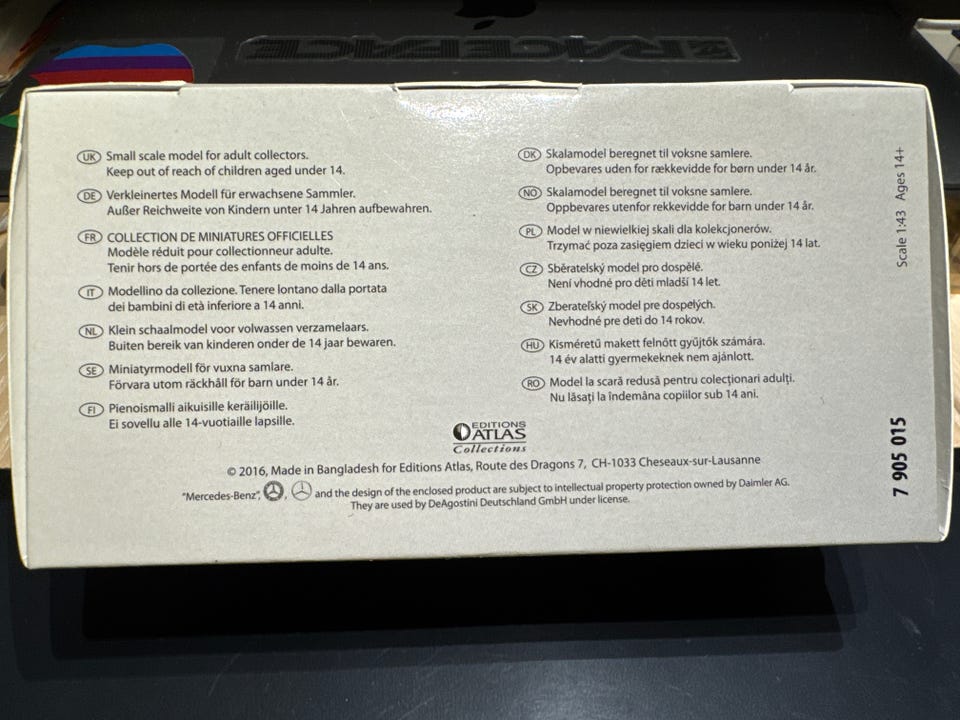 RACEFACE
UK Small scale model for adult collectors.
Keep out of reach of children aged under 14.
DE Verkleinertes Modell für erwachsene Sammler.
Außer Reichweite von Kindern unter 14 Jahren aufbewahren.
FR COLLECTION DE MINIATURES OFFICIELLES
Modèle réduit pour collectionneur adulte.
Tenir hors de portée des enfants de moins de 14 ans.
IT Modellino da collezione. Tenere lontano dalla portata
dei bambini di età inferiore a 14 anni.
NL Klein schaalmodel voor volwassen verzamelaars.
Buiten bereik van kinderen onder de 14 jaar bewaren.
SE Miniatyrmodell för vuxna samlare.
Förvara utom räckhåll för barn under 14 år.
FI Pienoismalli aikuisille keräilijöille.
Ei sovellu alle 14-vuotiaille lapsille.
DK Skalamodel beregnet til voksne samlere.
Opbevares uden for rækkevidde for børn under 14 år.
NO Skalamodel beregnet til voksne samlere.
Oppbevares utenfor rekkevidde for barn under 14 år.
PL Model w niewielkiej skali dla kolekcjonerów.
Trzymać poza zasięgiem dzieci w wieku poniżej 14 lat.
CZ Sběratelský model pro dospělé.
Není vhodné pro děti mladší 14 let.
SK Zberateľský model pre dospelých.
Nevhodné pre deti do 14 rokov.
HU Kisméretű makett felnőtt gyűjtők számára.
14 év alatti gyermekeknek nem ajánlott.
RO Model la scară redusă pentru colecționari adulți.
Nu lăsați la îndemâna copiilor sub 14 ani.
Scale 1:43 Ages 14+
7 905 015
EDITIONS
ATLAS
Collections
© 2016, Made in Bangladesh for Editions Atlas, Route des Dragons 7, CH-1033 Cheseaux-sur-Lausanne
"Mercedes-Benz", , and the design of the enclosed product are subject to intellectual property protection owned by Daimler AG.
They are used by DeAgostini Deutschland GmbH under license.